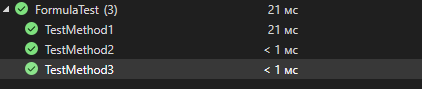 FormulaTest (3) 21 мс
TestMethod1 21 мс
TestMethod2 < 1 мс
TestMethod3 < 1 мс